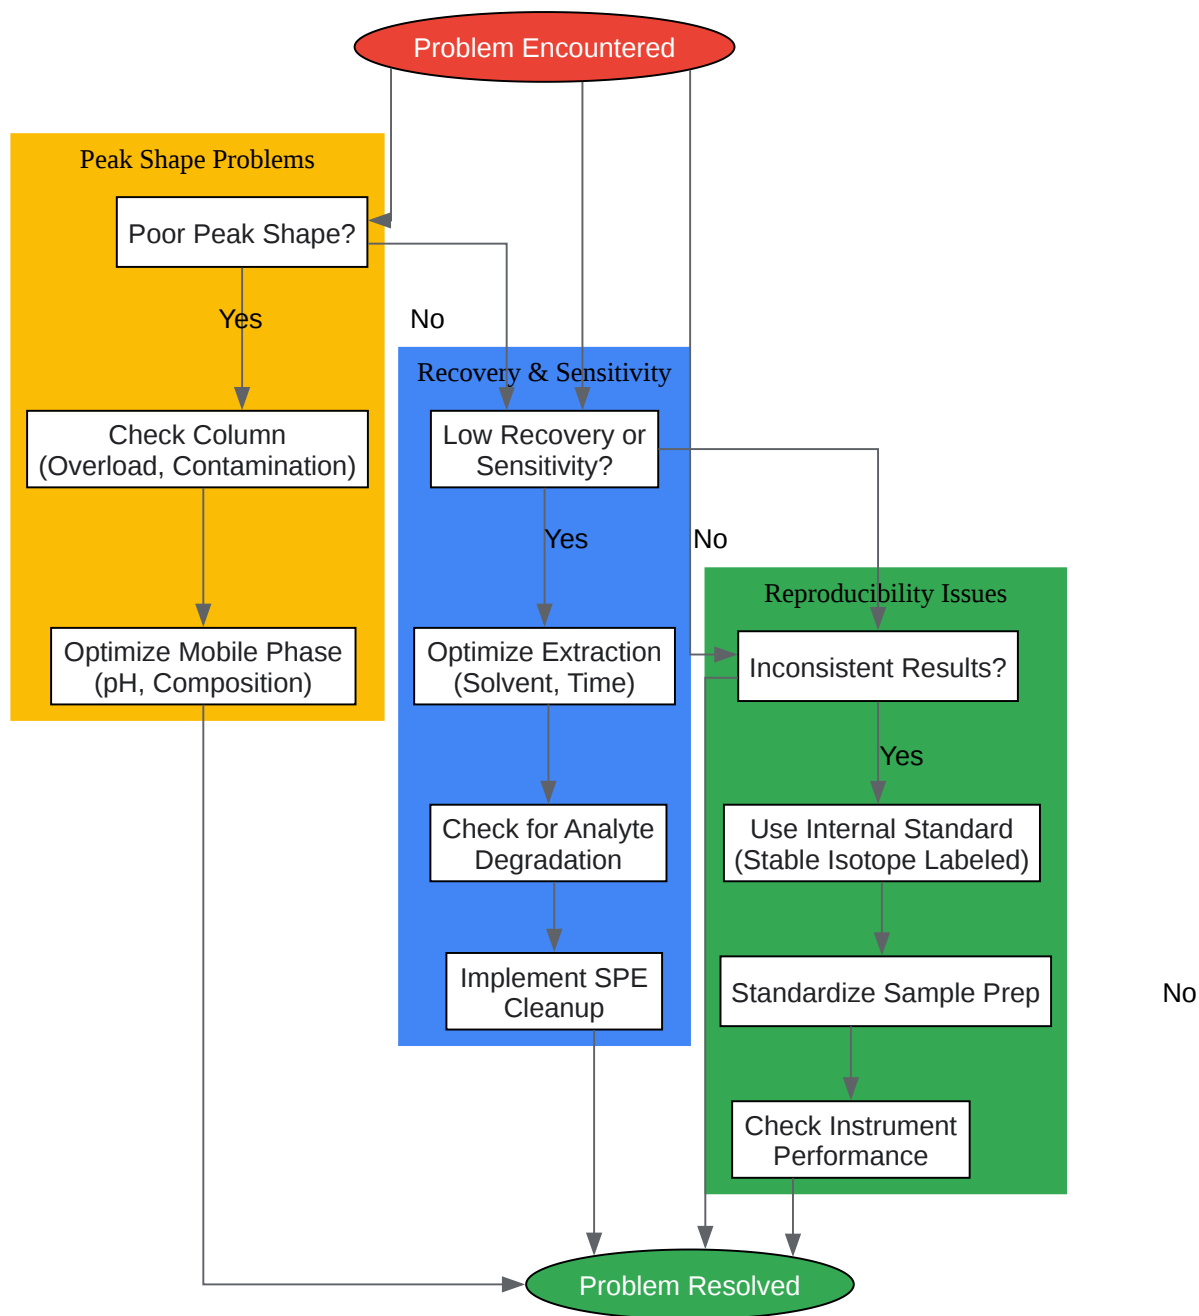 Problem Encountered
Peak Shape Problems
Poor Peak Shape?
Yes
No
Check Column
(Overload, Contamination)
Optimize Mobile Phase
(pH, Composition)
Recovery & Sensitivity
Low Recovery or
Sensitivity?
Yes
No
Optimize Extraction
(Solvent, Time)
Check for Analyte
Degradation
Implement SPE
Cleanup
Reproducibility Issues
Inconsistent Results?
Yes
Use Internal Standard
(Stable Isotope Labeled)
Standardize Sample Prep
No
Check Instrument
Performance
Problem Resolved